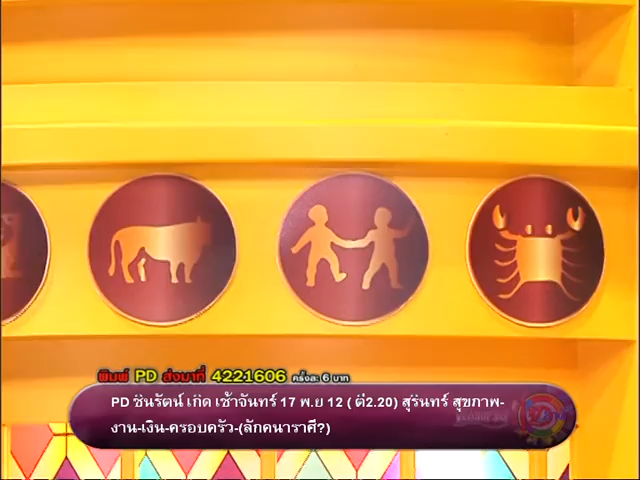 พิมพ์ PD ส่งมาที่ 4221606 ครั้งละ 6 บาท
PD ชินรัตน์ เกิด เช้าจันทร์ 17 พ.ย 12 ( ตี2.20) สุรินทร์ สุขภาพ-
งาน-เงิน-ครอบครัว-(ลักคนาราศี?)